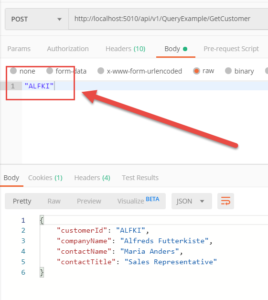 POST http://localhost:5010/api/v1/QueryExample/GetCustomer
Params Authorization Headers (10) Body Pre-request Script
none form-data x-www-form-urlencoded raw binary
1 "ALFKI"
Body Cookies (1) Headers (4) Test Results
Pretty Raw Preview Visualize BETA JSON
1 {
2 "customerId": "ALFKI",
3 "companyName": "Alfreds Futterkiste",
4 "contactName": "Maria Anders",
5 "contactTitle": "Sales Representative"
6 }